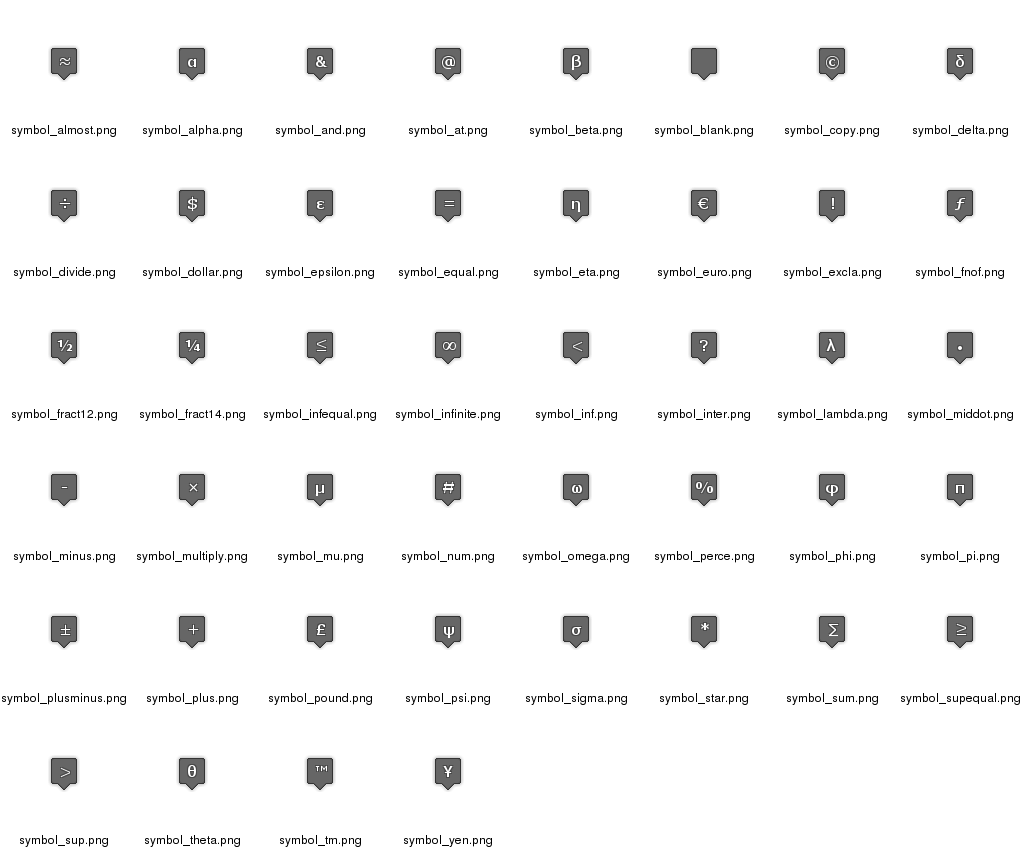 ≈ α & @ β © δ
symbol_almost.png symbol_alpha.png symbol_and.png symbol_at.png symbol_beta.png symbol_blank.png symbol_copy.png symbol_delta.png
÷ $ ε = η € ! ƒ
symbol_divide.png symbol_dollar.png symbol_epsilon.png symbol_equal.png symbol_eta.png symbol_euro.png symbol_excla.png symbol_fnof.png
½ ¼ ≤ ∞ < ? λ •
symbol_fract12.png symbol_fract14.png symbol_infequal.png symbol_infinite.png symbol_inf.png symbol_inter.png symbol_lambda.png symbol_middot.png
- × μ # ω % φ π
symbol_minus.png symbol_multiply.png symbol_mu.png symbol_num.png symbol_omega.png symbol_perce.png symbol_phi.png symbol_pi.png
± + £ ψ σ * Σ ≥
symbol_plusminus.png symbol_plus.png symbol_pound.png symbol_psi.png symbol_sigma.png symbol_star.png symbol_sum.png symbol_supequal.png
> θ ™ ¥
symbol_sup.png symbol_theta.png symbol_tm.png symbol_yen.png